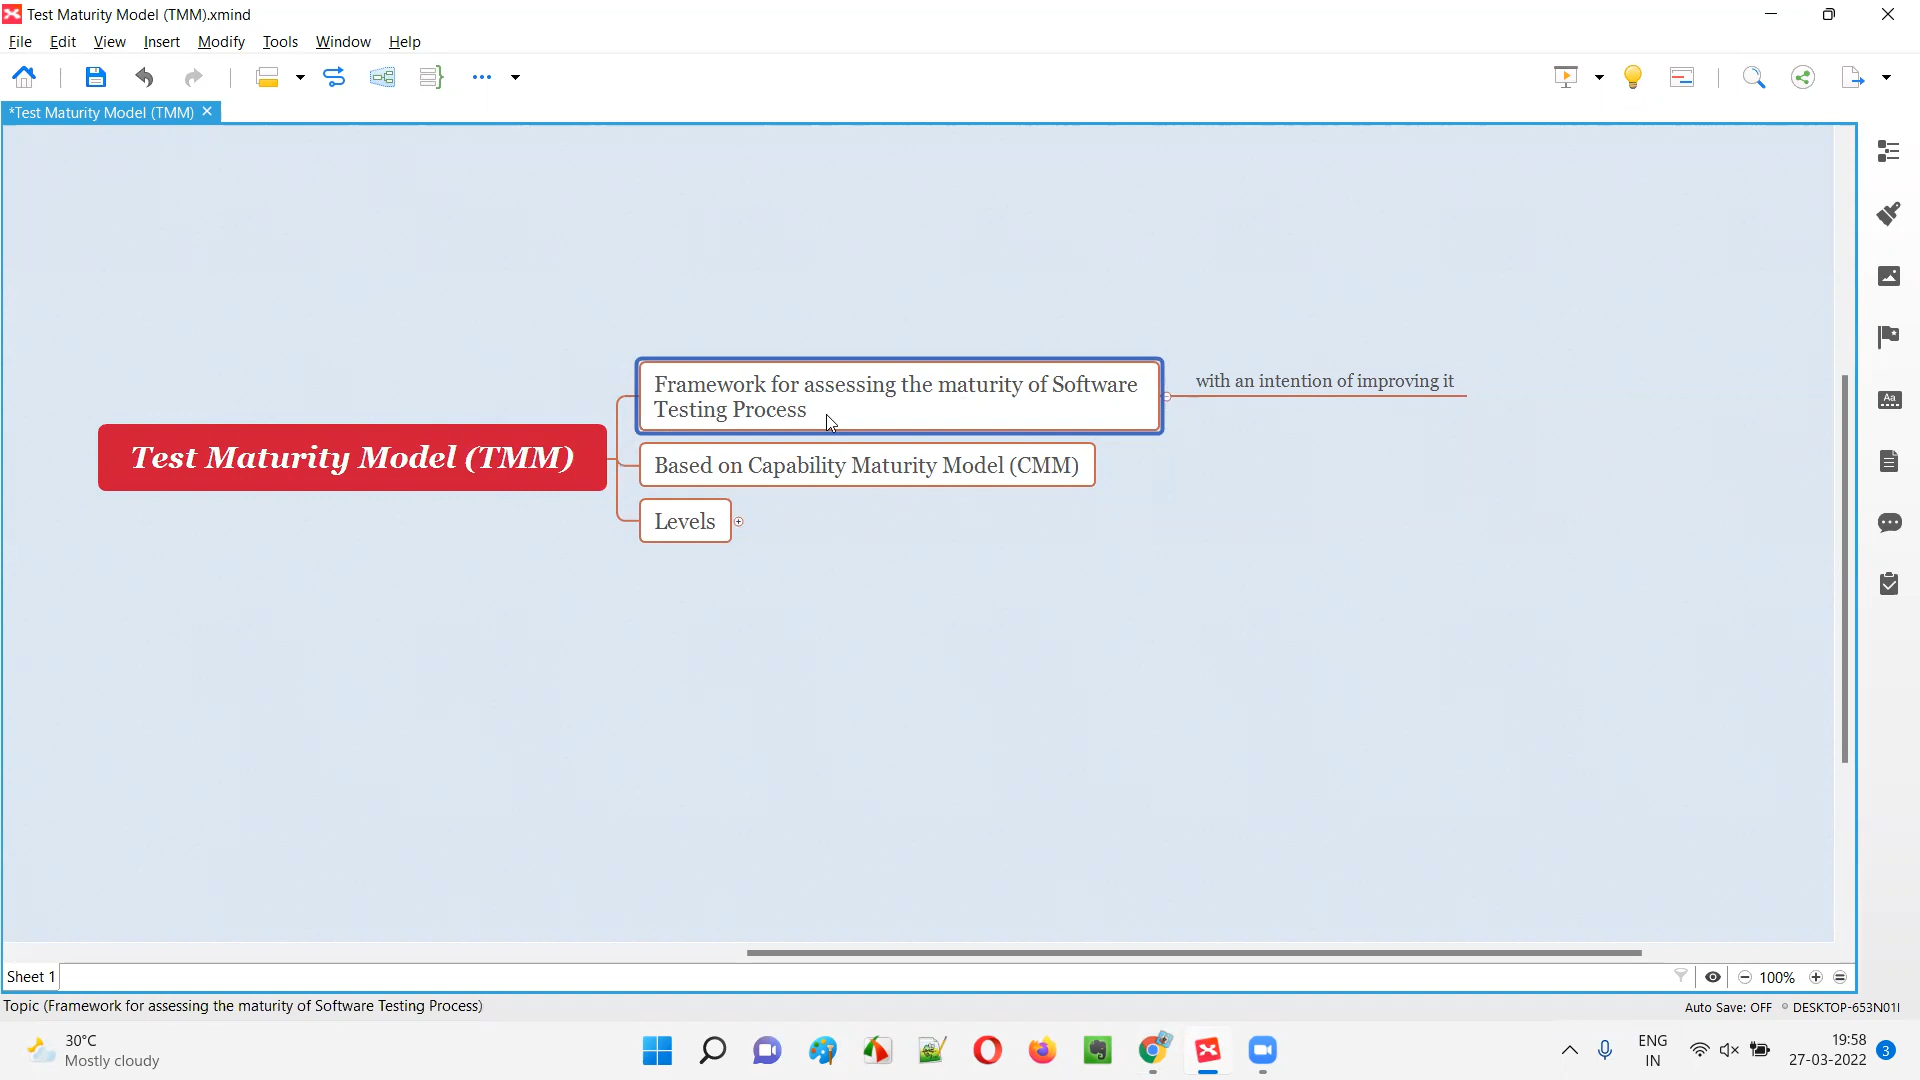 Test Maturity Model (TMM).xmind
File Edit View Insert Modify Tools Window Help
*Test Maturity Model (TMM)
with an intention of improving it
Framework for assessing the maturity of Software
Testing Process
Test Maturity Model (TMM)
Based on Capability Maturity Model (CMM)
Levels
Aa
Sheet 1
100%
Topic (Framework for assessing the maturity of Software Testing Process)
Auto Save: OFF
DESKTOP-653N01I
30°C
Mostly cloudy
ENG
IN
19:58
27-03-2022
3